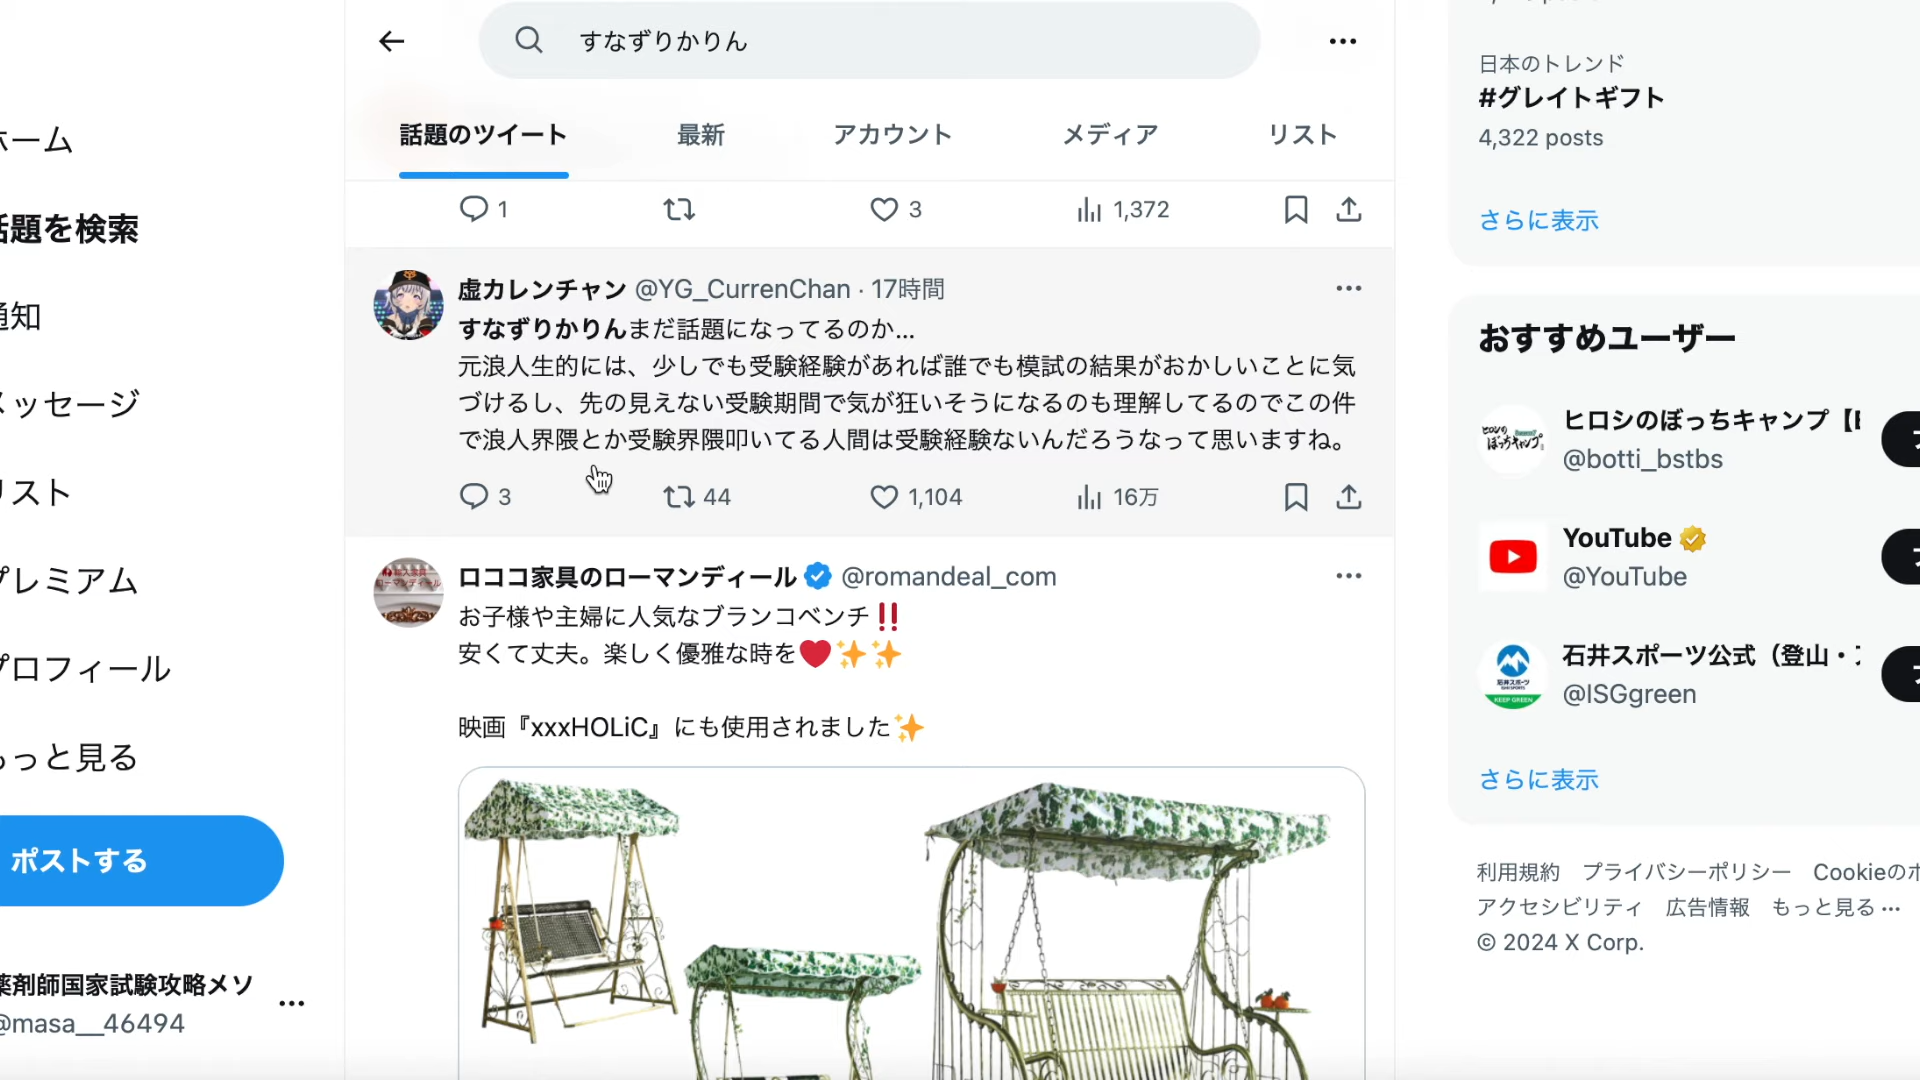 すなずりかりん
話題のツイート 最新 アカウント メディア リスト
1 3 1,372
虚カレンチャン @YG_CurrenChan · 17時間
すなずりかりんまだ話題になってるのか...
元浪人生的には、少しでも受験経験があれば誰でも模試の結果がおかしいことに気
づけるし、先の見えない受験期間で気が狂いそうになるのも理解してるのでこの件
で浪人界隈とか受験界隈叩いてる人間は受験経験ないんだろうなって思いますね。
3 44 1,104 16万
ロココ家具のローマンディール @romandeal_com
お子様や主婦に人気なブランコベンチ‼️
安くて丈夫。楽しく優雅な時を❤️✨✨
映画『xxxHOLiC』にも使用されました✨
ホーム
話題を検索
通知
メッセージ
リスト
プレミアム
プロフィール
もっと見る
ポストする
薬剤師国家試験攻略メソ
@masa__46494
日本のトレンド
#グレイトギフト
4,322 posts
さらに表示
おすすめユーザー
ヒロシのぼっちキャンプ【
@botti_bstbs
YouTube
@YouTube
石井スポーツ公式（登山・
@ISGgreen
さらに表示
利用規約 プライバシーポリシー Cookieのポ
アクセシビリティ 広告情報 もっと見る ...
© 2024 X Corp.